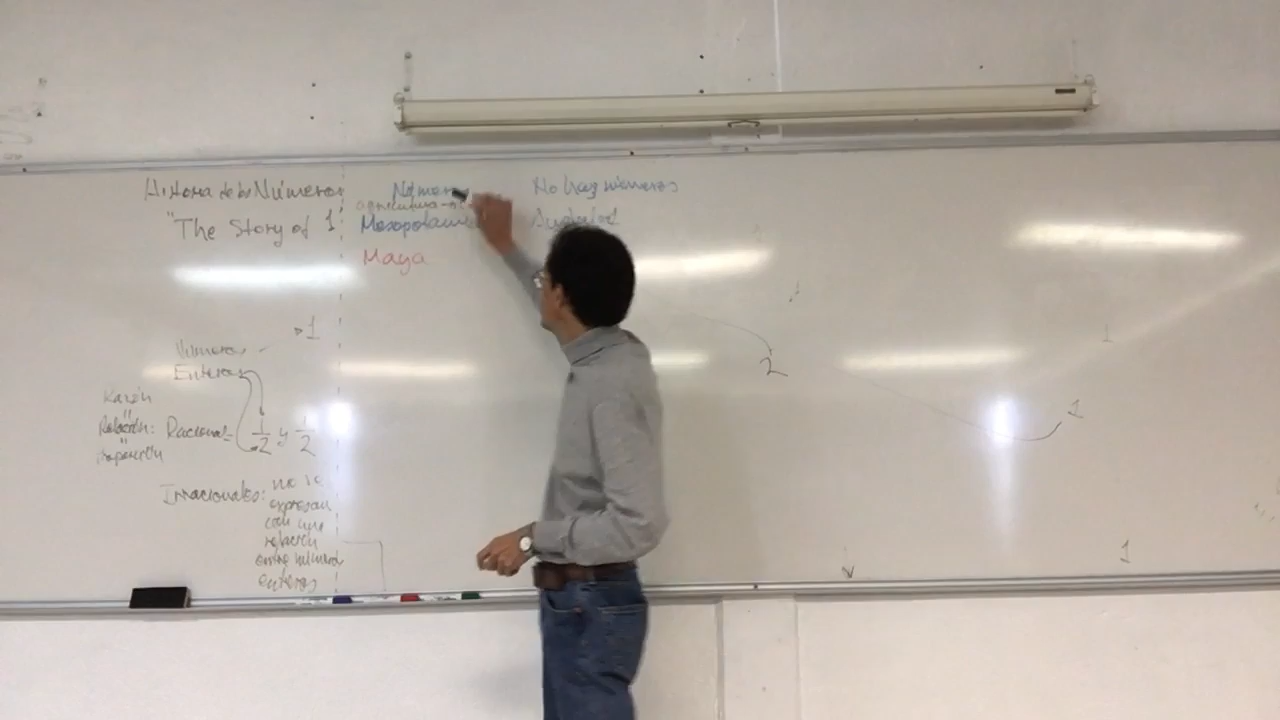 Historia de los Números
"The Story of 1"
Números
No hay números
Mesopotamia
Maya
1
Números
Enteros
Razón
"
Relación: Racional 1/2 y 1/2
"
Proporción
Irracionales: no se
expresan
con una
relación
entre números
enteros
2
1
1
1